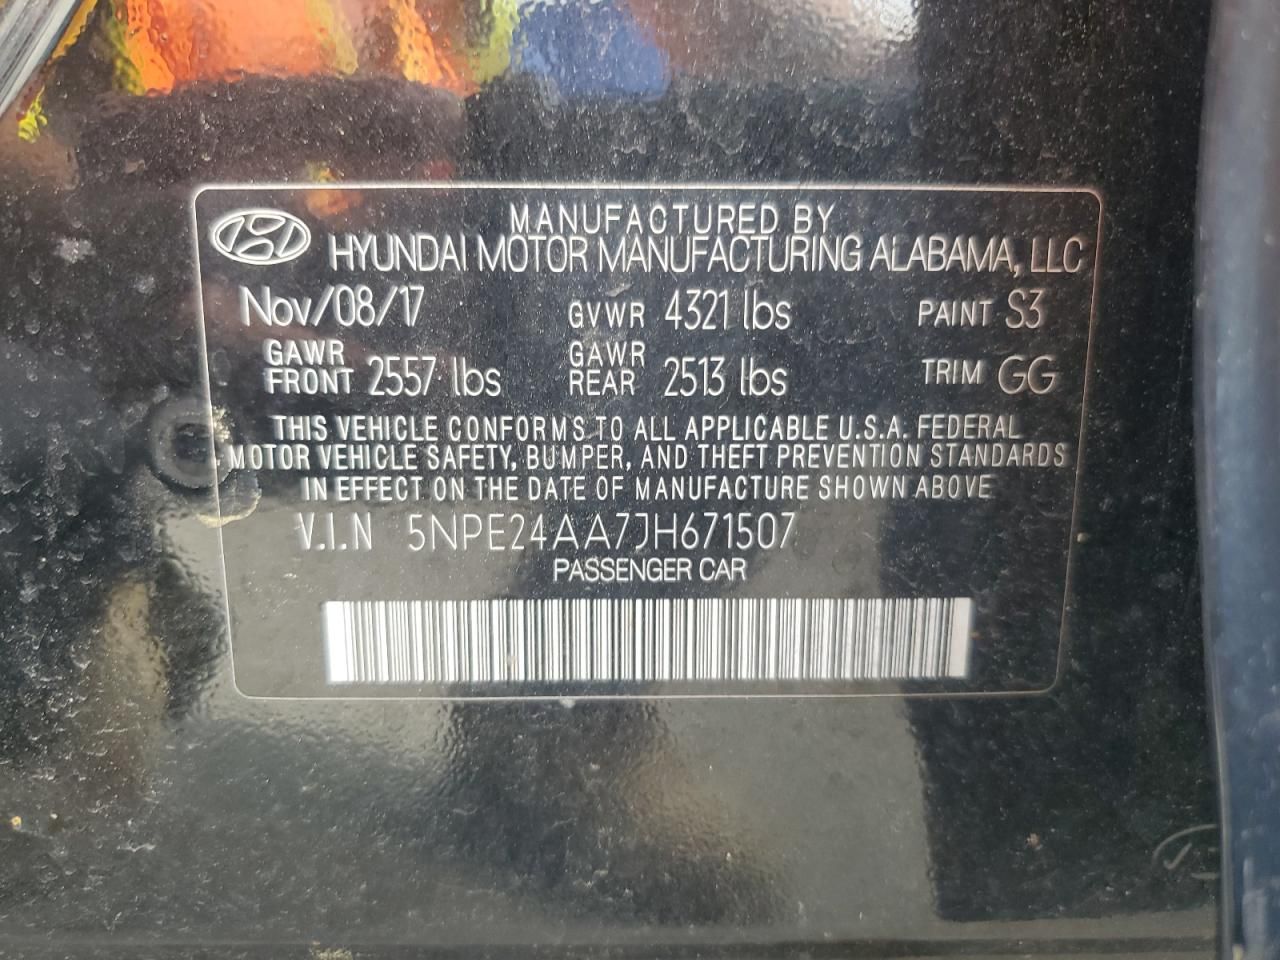 MANUFACTURED BY
HYUNDAI MOTOR MANUFACTURING ALABAMA, LLC
Nov/08/17 GVWR 4321 lbs PAINT S3
GAWR FRONT 2557 lbs GAWR REAR 2513 lbs TRIM GG
THIS VEHICLE CONFORMS TO ALL APPLICABLE U.S.A. FEDERAL
MOTOR VEHICLE SAFETY, BUMPER, AND THEFT PREVENTION STANDARDS
IN EFFECT ON THE DATE OF MANUFACTURE SHOWN ABOVE
V.I.N 5NPE24AA7JH671507
PASSENGER CAR